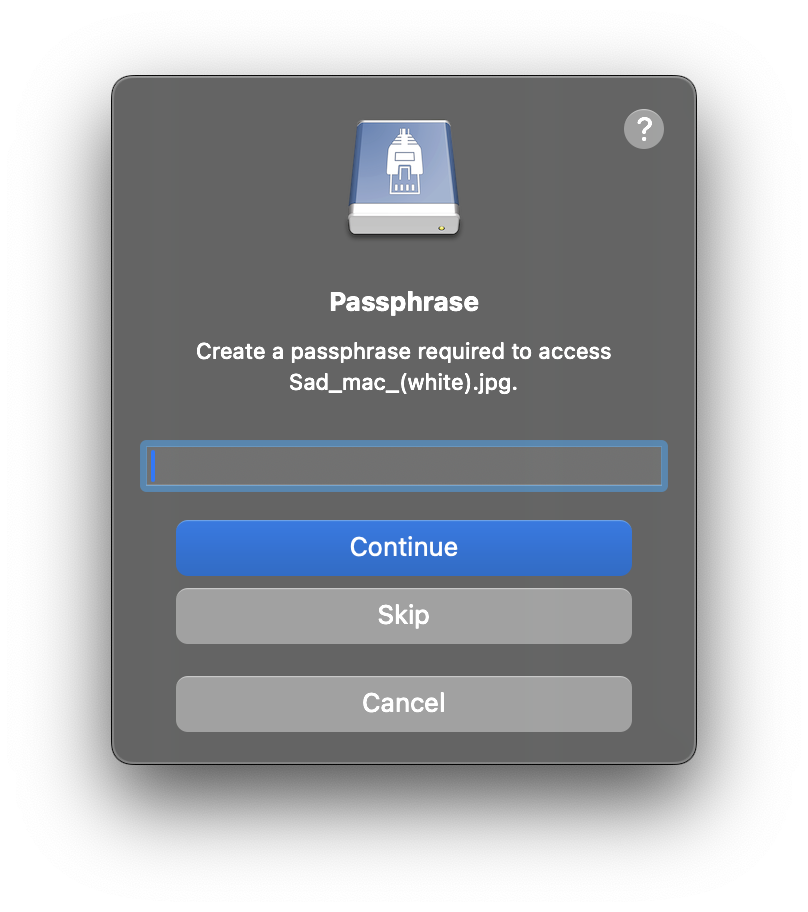 ?
Passphrase
Create a passphrase required to access
Sad_mac_(white).jpg.
Continue
Skip
Cancel